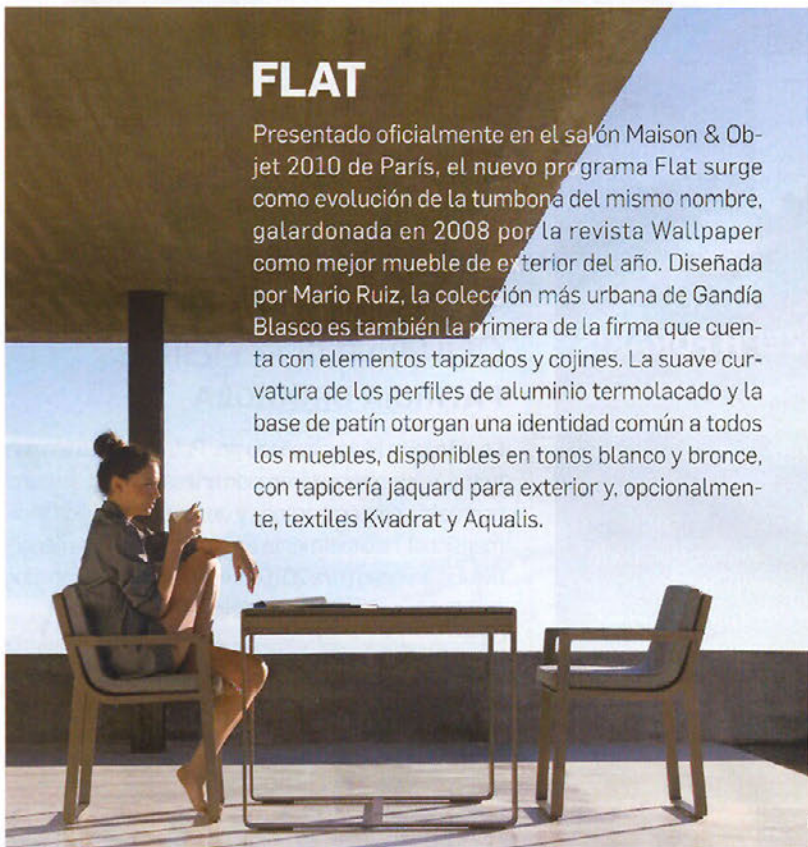 FLAT
Presentado oficialmente en el salón Maison & Ob-
jet 2010 de París, el nuevo programa Flat surge
como evolución de la tumbona del mismo nombre,
galardonada en 2008 por la revista Wallpaper
como mejor mueble de exterior del año. Diseñada
por Mario Ruiz, la colección más urbana de Gandía
Blasco es también la primera de la firma que cuen-
ta con elementos tapizados y cojines. La suave cur-
vatura de los perfiles de aluminio termolacado y la
base de patín otorgan una identidad común a todos
los muebles, disponibles en tonos blanco y bronce,
con tapicería jaquard para exterior y, opcionalmen-
te, textiles Kvadrat y Aqualis.